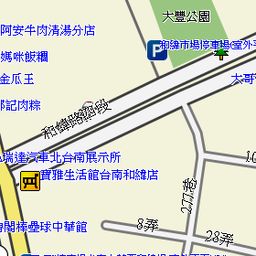 大豐公園
阿安牛肉清湯分店
和緯市場停車場(室外
媽咪飯糰
金瓜王
大哥
記肉粽
和緯路四段
瑞達汽車北台南展示所
寶雅生活館台南和緯店
277巷
閣棒壘球中華館
8弄
28弄